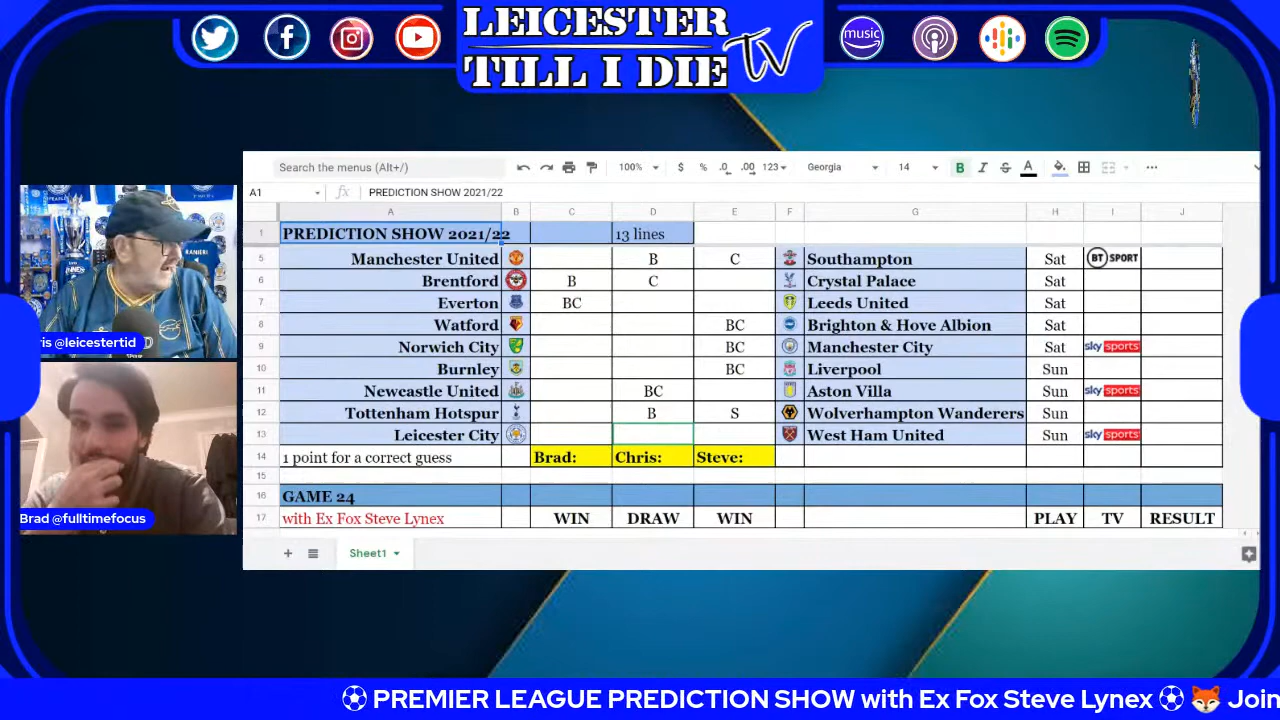 LEICESTER
TILL I DIE TV
music
Search the menus (Alt+/)
100%
$ % .0 .00 123
Georgia
14
B I S A
A1
fx
PREDICTION SHOW 2021/22
A B C D E F G H I J
1 PREDICTION SHOW 2021/22 13 lines
5 Manchester United B C Southampton Sat BT SPORT
6 Brentford B C Crystal Palace Sat
7 Everton BC Leeds United Sat
8 Watford BC Brighton & Hove Albion Sat
9 Norwich City BC Manchester City Sat sky sports
10 Burnley BC Liverpool Sun
11 Newcastle United BC Aston Villa Sun sky sports
12 Tottenham Hotspur B S Wolverhampton Wanderers Sun
13 Leicester City West Ham United Sun sky sports
14 1 point for a correct guess Brad: Chris: Steve:
15
16 GAME 24
17 with Ex Fox Steve Lynex WIN DRAW WIN PLAY TV RESULT
Sheet1
RANIERI
ris @leicestertid
Brad @fulltimefocus
PREMIER LEAGUE PREDICTION SHOW with Ex Fox Steve Lynex Join